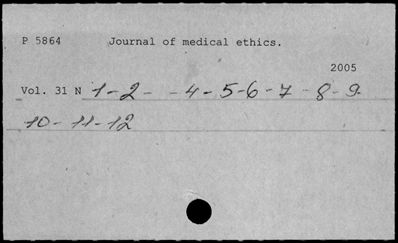 P 5864 Journal of medical ethics.
2005
Vol. 31 N 1-2- -4-5-6-7-8-9-
10-11-12